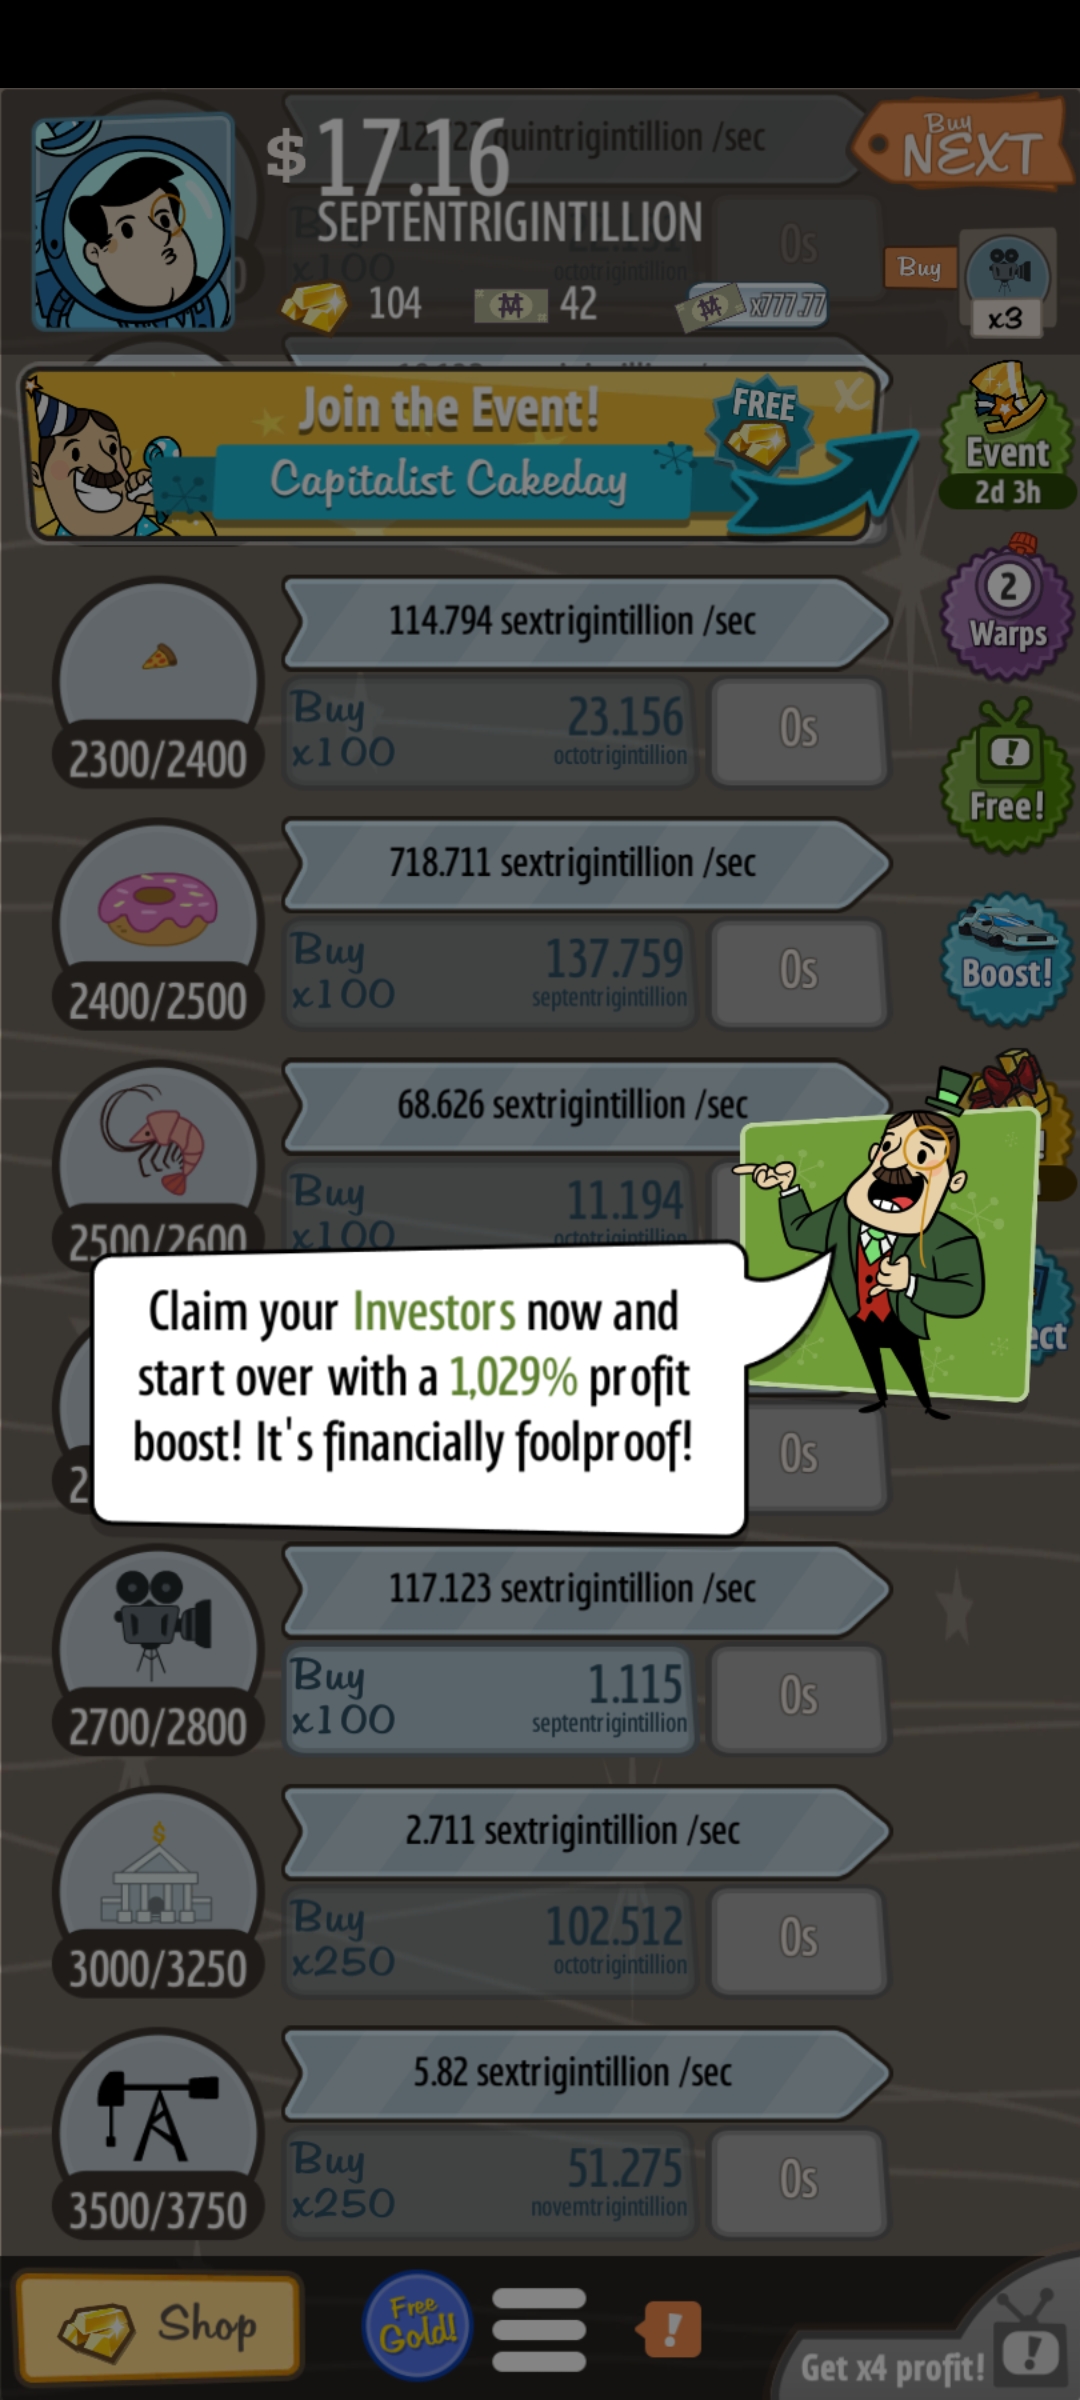 quintrigintillion /sec
$17.16
SEPTENTRIGINTILLION
Buy
NEXT
x100
octotrigintillion
0s
Buy
x3
104
42
x777.77
Join the Event!
Capitalist Cakeday
FREE
X
Event
2d 3h
114.794 sextrigintillion /sec
Buy
x100
23.156
octotrigintillion
0s
2300/2400
2
Warps
!
Free!
718.711 sextrigintillion /sec
Buy
x100
137.759
septentrigintillion
0s
2400/2500
Boost!
68.626 sextrigintillion /sec
Buy
x100
11.194
octotrigintillion
2500/2600
!
ect
Claim your Investors now and
start over with a 1,029% profit
boost! It's financially foolproof!
0s
2
117.123 sextrigintillion /sec
Buy
x100
1.115
septentrigintillion
0s
2700/2800
$
2.711 sextrigintillion /sec
Buy
x250
102.512
octotrigintillion
0s
3000/3250
5.82 sextrigintillion /sec
Buy
x250
51.275
novemtrigintillion
0s
3500/3750
Shop
Free
Gold!
!
Get x4 profit!
!